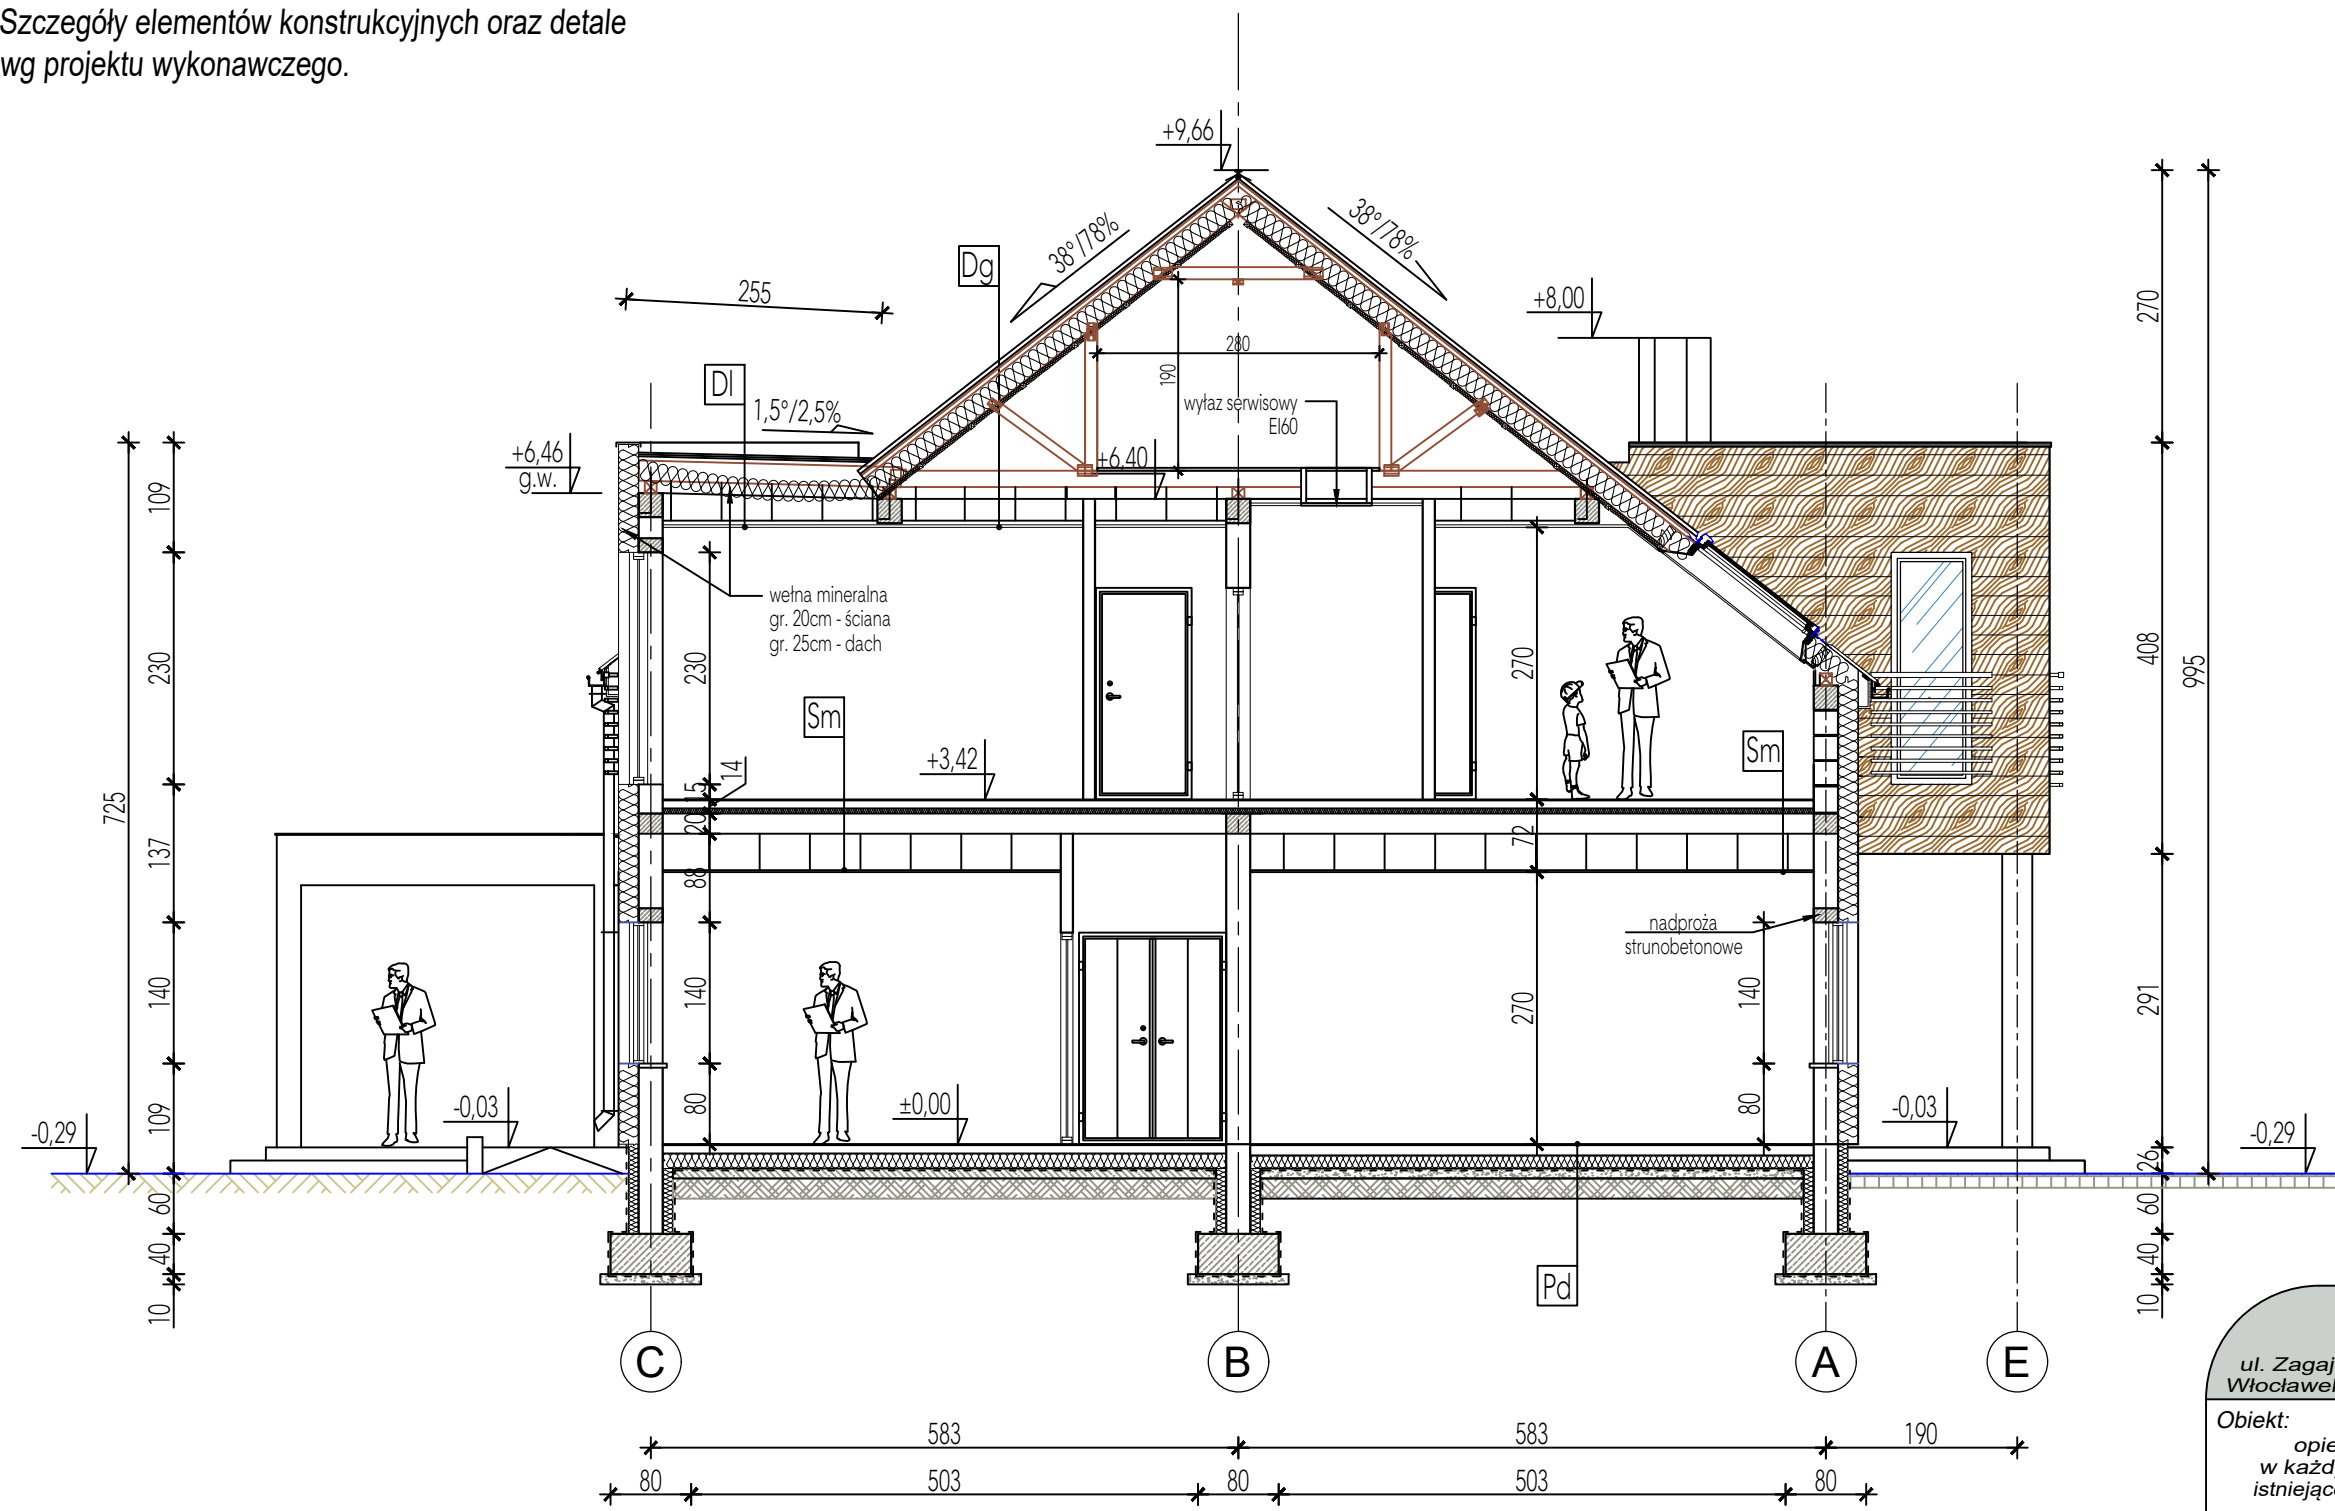 Szczegóły elementów konstrukcyjnych oraz detale
wg projektu wykonawczego.
+9,66
38°/78%
38°/78%
Dg
255
+8,00
270
280
190
Dl
1,5°/2,5%
wyłaz serwisowy
EI60
+6,46
g.w.
+6,40
109
wełna mineralna
gr. 20cm - ściana
gr. 25cm - dach
230
230
270
408
995
Sm
Sm
+3,42
14
5
20
725
137
88
72
nadproża
strunobetonowe
140
140
270
140
291
109
80
80
-0,29
-0,03
±0,00
-0,03
-0,29
26
60
60
40
40
10
10
Pd
C
B
A
E
583
583
190
80
503
80
503
80
ul. Zagaj
Włocławe
Obiekt:
opie
w każd
istniejąc